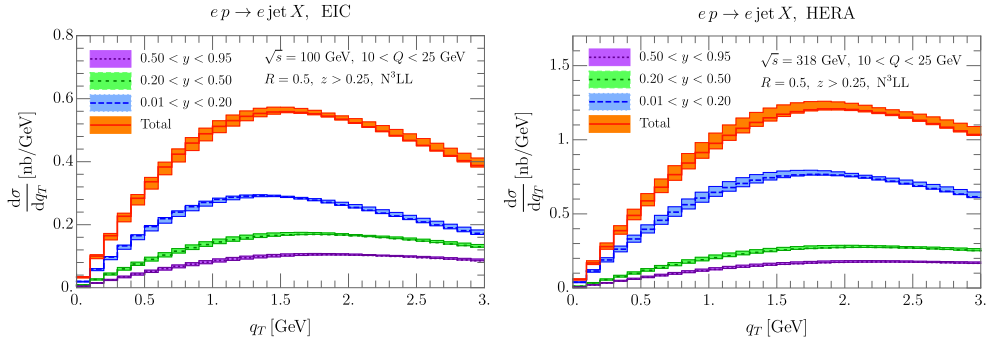 e p → e jet X, EIC
0.8
0.6
0.4
0.2
0.
dσ/dq_T [nb/GeV]
0.50 < y < 0.95
0.20 < y < 0.50
0.01 < y < 0.20
Total
√s = 100 GeV, 10 < Q < 25 GeV
R = 0.5, z > 0.25, N³LL
0.0 0.5 1.0 1.5 2. 2.5 3.
q_T [GeV]
e p → e jet X, HERA
1.5
1.
0.5
0.
dσ/dq_T [nb/GeV]
0.50 < y < 0.95
0.20 < y < 0.50
0.01 < y < 0.20
Total
√s = 318 GeV, 10 < Q < 25 GeV
R = 0.5, z > 0.25, N³LL
0.0 0.5 1. 1.5 2. 2.5 3.
q_T [GeV]